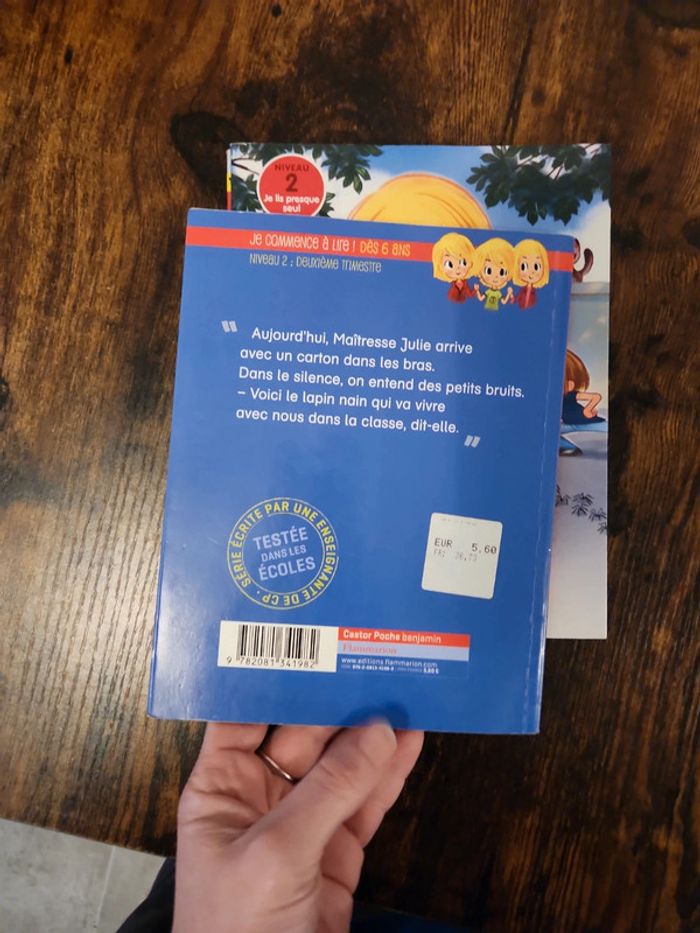 NIVEAU
2
Je lis presque
seul
Je commence à lire ! Dès 6 ans
Niveau 2 : Deuxième trimestre
" Aujourd'hui, Maîtresse Julie arrive
avec un carton dans les bras.
Dans le silence, on entend des petits bruits.
– Voici le lapin nain qui va vivre
avec nous dans la classe, dit-elle. "
SÉRIE ÉCRITE PAR UNE ENSEIGNANTE DE CP •
TESTÉE
DANS LES
ÉCOLES
EUR 5.60
FR: 36,73
9 782081 341982
Castor Poche benjamin
Flammarion
www.editions.flammarion.com